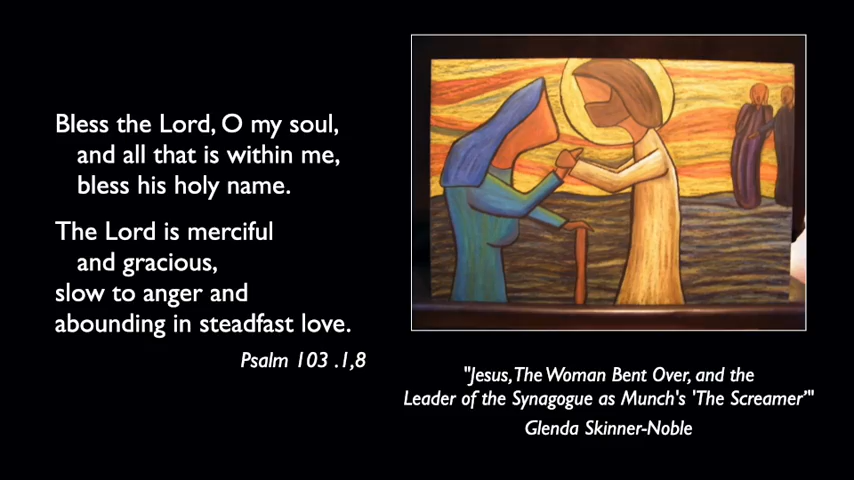 Bless the Lord, O my soul,
and all that is within me,
bless his holy name.
The Lord is merciful
and gracious,
slow to anger and
abounding in steadfast love.
Psalm 103 .1,8
"Jesus,The Woman Bent Over, and the
Leader of the Synagogue as Munch's 'The Screamer'"
Glenda Skinner-Noble